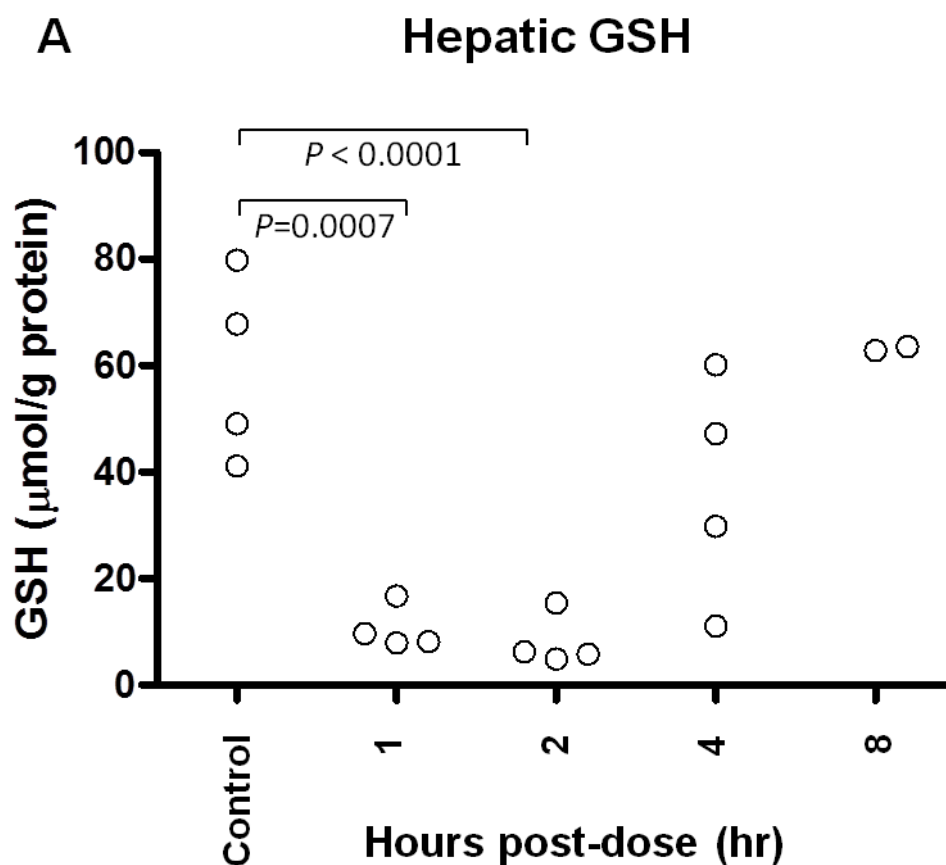 A
Hepatic GSH
100
80
60
40
20
0
GSH (μmol/g protein)
P < 0.0001
P=0.0007
Control
1
2
4
8
Hours post-dose (hr)